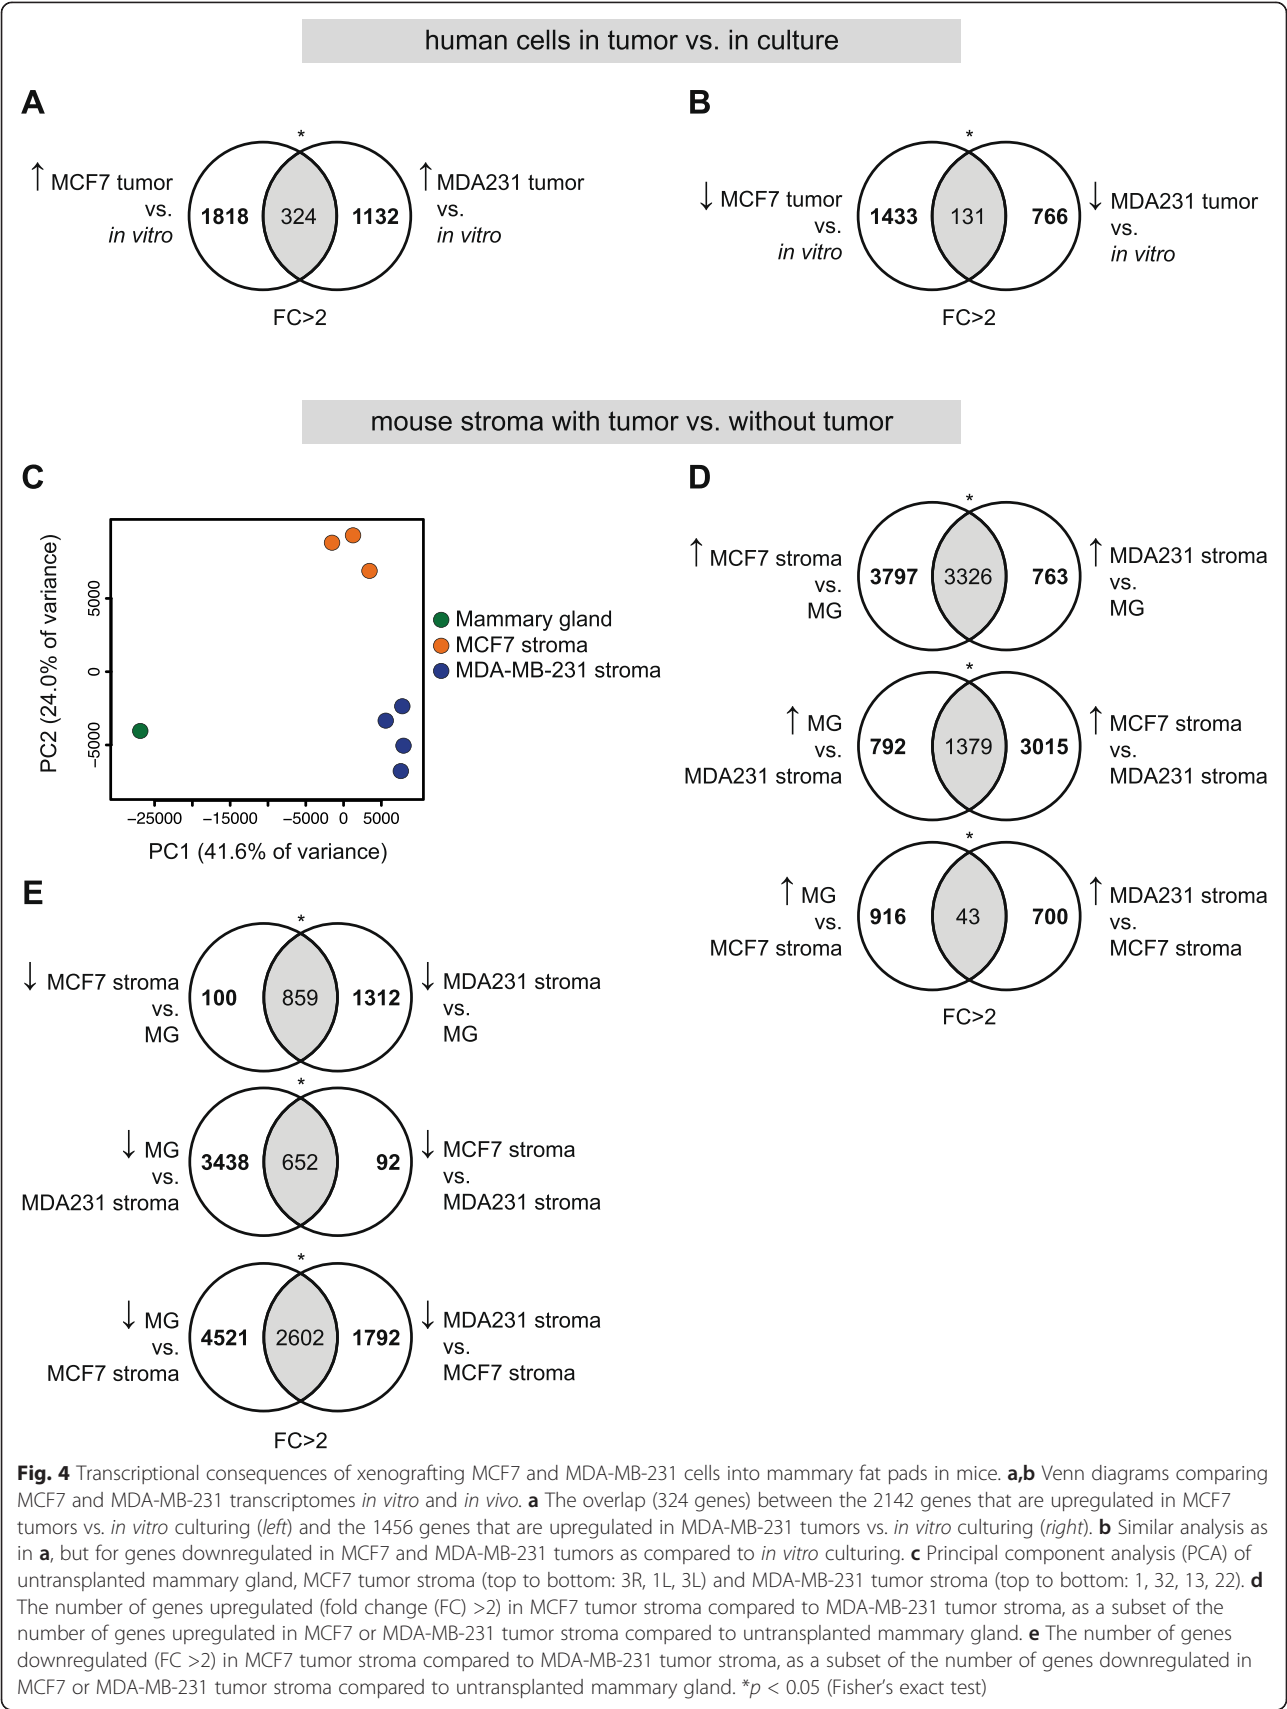 human cells in tumor vs. in culture
A
*
↑ MCF7 tumor
vs.
in vitro
1818
324
1132
↑ MDA231 tumor
vs.
in vitro
FC>2
B
*
↓ MCF7 tumor
vs.
in vitro
1433
131
766
↓ MDA231 tumor
vs.
in vitro
FC>2
mouse stroma with tumor vs. without tumor
C
PC2 (24.0% of variance)
5000
0
−5000
−25000
−15000
−5000
0
5000
PC1 (41.6% of variance)
Mammary gland
MCF7 stroma
MDA-MB-231 stroma
D
*
↑ MCF7 stroma
vs.
MG
3797
3326
763
↑ MDA231 stroma
vs.
MG
*
↑ MG
vs.
MDA231 stroma
792
1379
3015
↑ MCF7 stroma
vs.
MDA231 stroma
*
↑ MG
vs.
MCF7 stroma
916
43
700
↑ MDA231 stroma
vs.
MCF7 stroma
FC>2
E
*
↓ MCF7 stroma
vs.
MG
100
859
1312
↓ MDA231 stroma
vs.
MG
*
↓ MG
vs.
MDA231 stroma
3438
652
92
↓ MCF7 stroma
vs.
MDA231 stroma
*
↓ MG
vs.
MCF7 stroma
4521
2602
1792
↓ MDA231 stroma
vs.
MCF7 stroma
FC>2
Fig. 4 Transcriptional consequences of xenografting MCF7 and MDA-MB-231 cells into mammary fat pads in mice. a,b Venn diagrams comparing
MCF7 and MDA-MB-231 transcriptomes in vitro and in vivo. a The overlap (324 genes) between the 2142 genes that are upregulated in MCF7
tumors vs. in vitro culturing (left) and the 1456 genes that are upregulated in MDA-MB-231 tumors vs. in vitro culturing (right). b Similar analysis as
in a, but for genes downregulated in MCF7 and MDA-MB-231 tumors as compared to in vitro culturing. c Principal component analysis (PCA) of
untransplanted mammary gland, MCF7 tumor stroma (top to bottom: 3R, 1L, 3L) and MDA-MB-231 tumor stroma (top to bottom: 1, 32, 13, 22). d
The number of genes upregulated (fold change (FC) >2) in MCF7 tumor stroma compared to MDA-MB-231 tumor stroma, as a subset of the
number of genes upregulated in MCF7 or MDA-MB-231 tumor stroma compared to untransplanted mammary gland. e The number of genes
downregulated (FC >2) in MCF7 tumor stroma compared to MDA-MB-231 tumor stroma, as a subset of the number of genes downregulated in
MCF7 or MDA-MB-231 tumor stroma compared to untransplanted mammary gland. *p < 0.05 (Fisher's exact test)